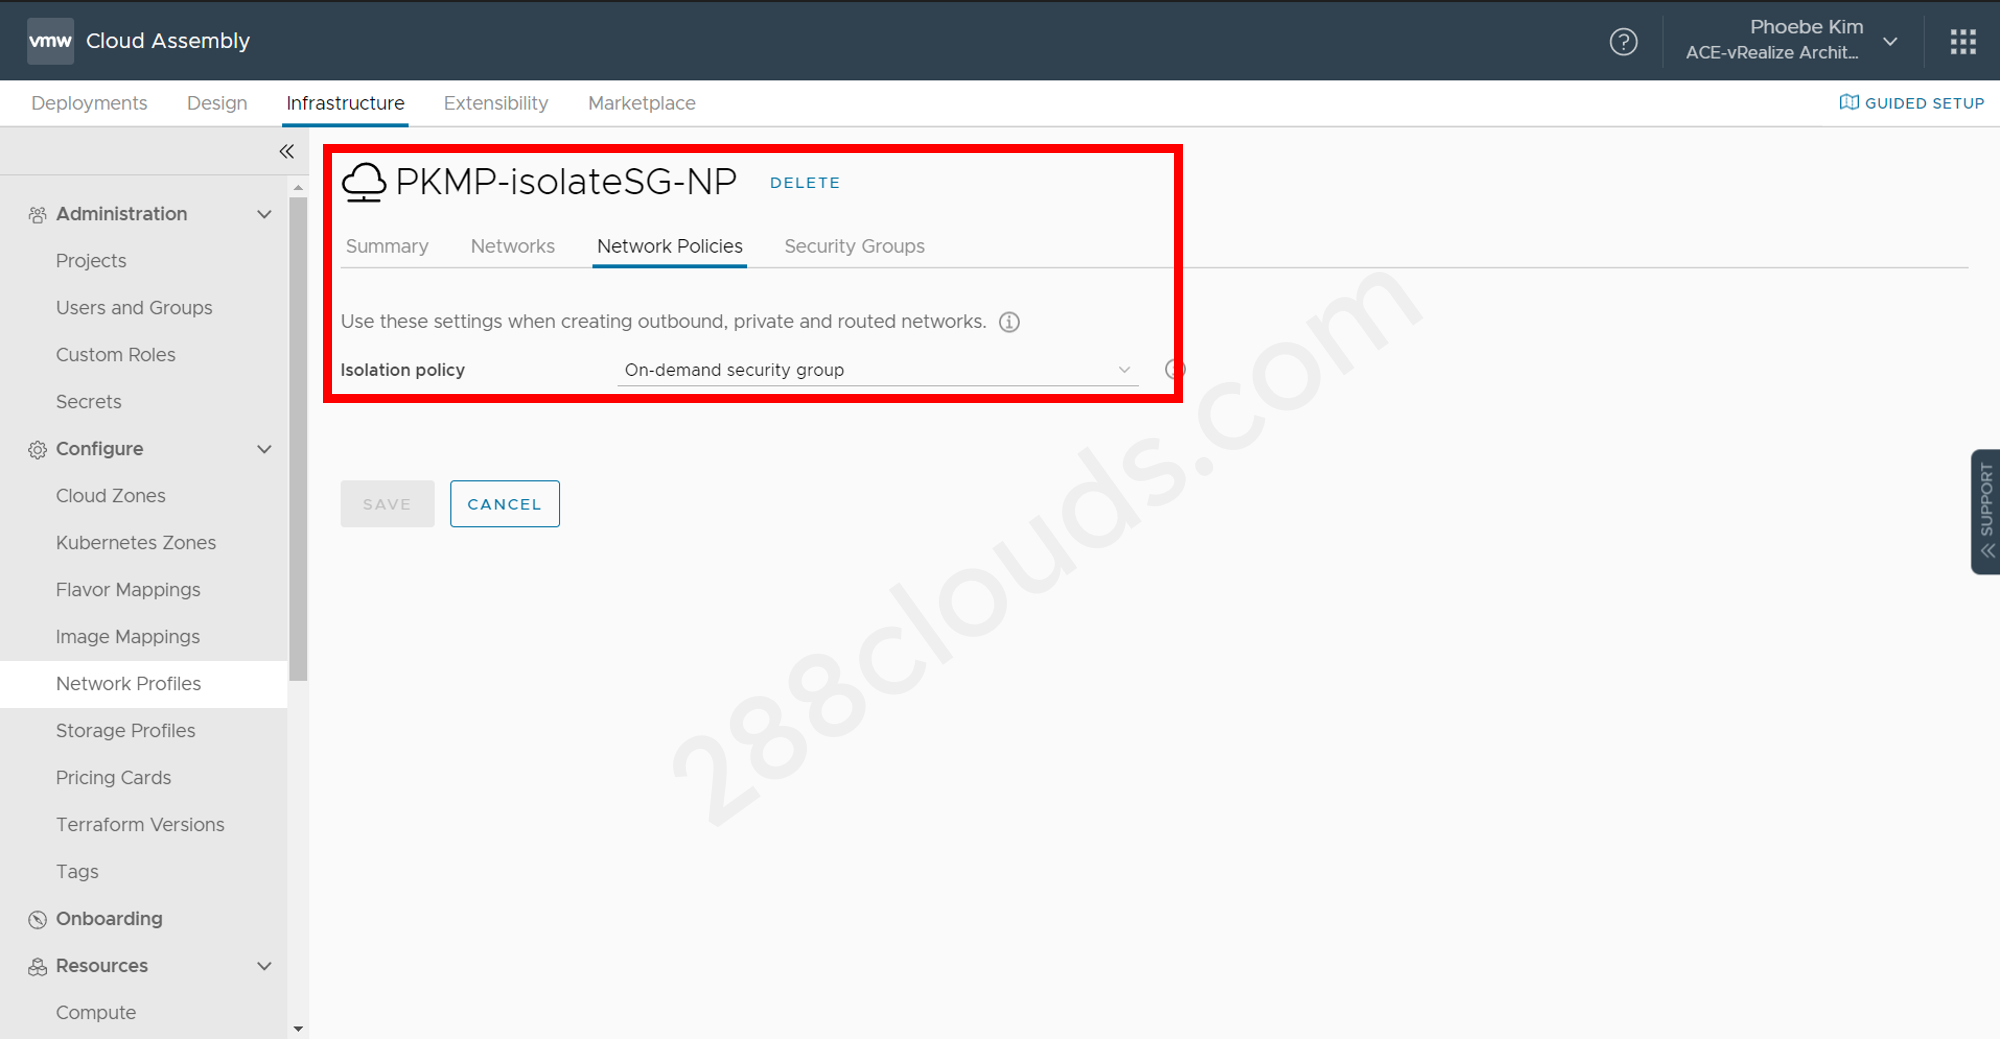 vmw Cloud Assembly
Phoebe Kim
ACE-vRealize Archit...
Deployments Design Infrastructure Extensibility Marketplace
GUIDED SETUP
Administration
Projects
Users and Groups
Custom Roles
Secrets
Configure
Cloud Zones
Kubernetes Zones
Flavor Mappings
Image Mappings
Network Profiles
Storage Profiles
Pricing Cards
Terraform Versions
Tags
Onboarding
Resources
Compute
PKMP-isolateSG-NP DELETE
Summary Networks Network Policies Security Groups
Use these settings when creating outbound, private and routed networks.
Isolation policy On-demand security group
SAVE CANCEL
SUPPORT
288clouds.com